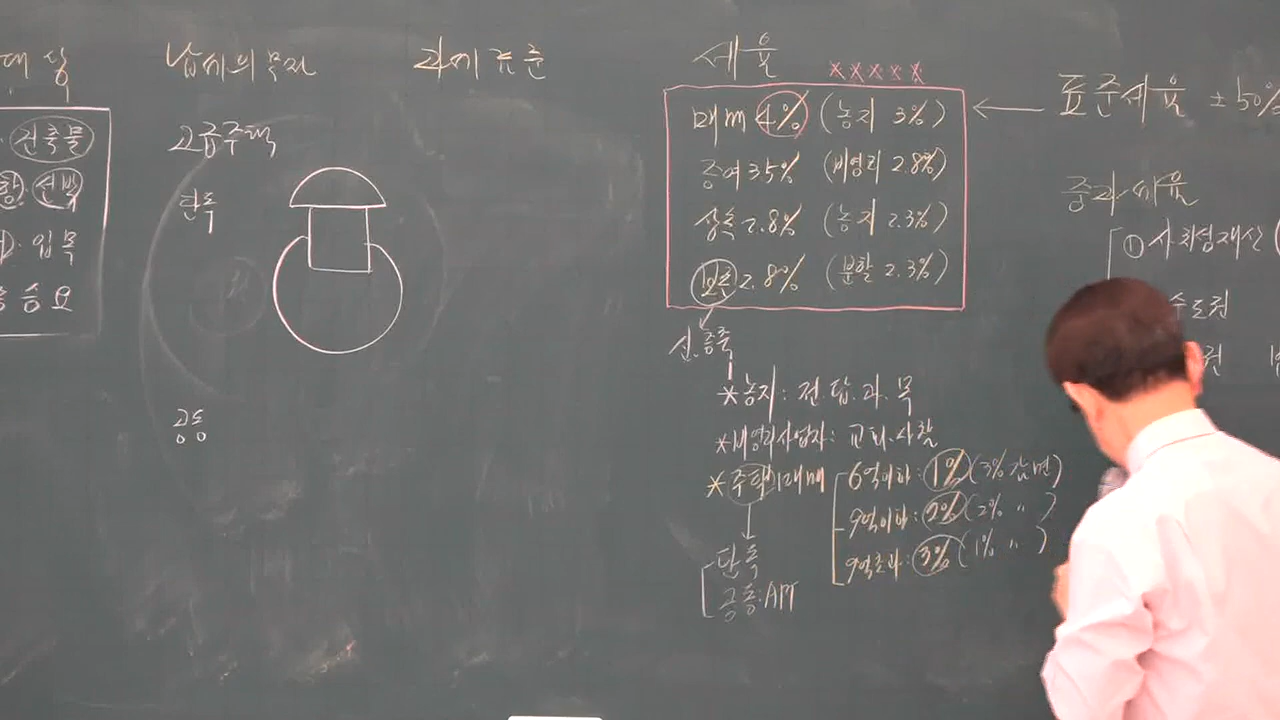 대상
건축물
선박
입목
승요
납세의무자
고급주택
단독
공동
과세표준
세율
×××××
매매 4% (농지 3%)
증여 3.5% (비영리 2.8%)
상속 2.8% (농지 2.3%)
보존 2.8% (분할 2.3%)
신.증축
*농지: 전.답.과.목
*비영리사업자: 교회.사찰
*주택매매
6억이하: 1% (3% 감면)
9억이하: 2% (2% 〃 )
9억초과: 3% (1% 〃 )
단독
공동:APT
← 표준세율 ±50%
중과세율
① 사치성재산 (
수도권
권